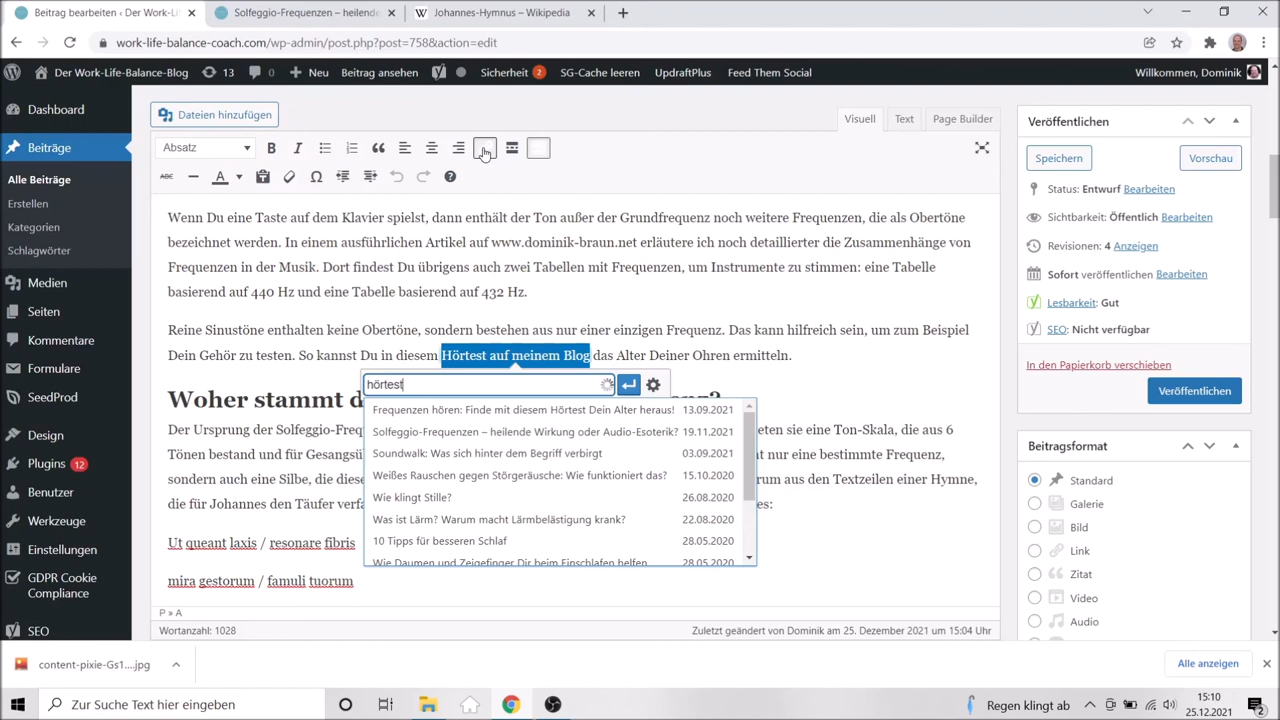 Beitrag bearbeiten ‹ Der Work-Li
Solfeggio-Frequenzen – heilende
Johannes-Hymnus – Wikipedia
work-life-balance-coach.com/wp-admin/post.php?post=758&action=edit
Der Work-Life-Balance-Blog 13 0 Neu Beitrag ansehen Sicherheit 2 SG-Cache leeren UpdraftPlus Feed Them Social Willkommen, Dominik
Dashboard
Beiträge
Alle Beiträge
Erstellen
Kategorien
Schlagwörter
Medien
Seiten
Kommentare
Formulare
SeedProd
Design
Plugins 12
Benutzer
Werkzeuge
Einstellungen
GDPR Cookie
Compliance
SEO
Dateien hinzufügen
Visuell Text Page Builder
Absatz B I
ABC A
Wenn Du eine Taste auf dem Klavier spielst, dann enthält der Ton außer der Grundfrequenz noch weitere Frequenzen, die als Obertöne
bezeichnet werden. In einem ausführlichen Artikel auf www.dominik-braun.net erläutere ich noch detaillierter die Zusammenhänge von
Frequenzen in der Musik. Dort findest Du übrigens auch zwei Tabellen mit Frequenzen, um Instrumente zu stimmen: eine Tabelle
basierend auf 440 Hz und eine Tabelle basierend auf 432 Hz.
Reine Sinustöne enthalten keine Obertöne, sondern bestehen aus nur einer einzigen Frequenz. Das kann hilfreich sein, um zum Beispiel
Dein Gehör zu testen. So kannst Du in diesem Hörtest auf meinem Blog das Alter Deiner Ohren ermitteln.
hörtest
Frequenzen hören: Finde mit diesem Hörtest Dein Alter heraus! 13.09.2021
Solfeggio-Frequenzen – heilende Wirkung oder Audio-Esoterik? 19.11.2021
Soundwalk: Was sich hinter dem Begriff verbirgt 03.09.2021
Weißes Rauschen gegen Störgeräusche: Wie funktioniert das? 15.10.2020
Wie klingt Stille? 26.08.2020
Was ist Lärm? Warum macht Lärmbelästigung krank? 22.08.2020
10 Tipps für besseren Schlaf 28.05.2020
Wie Daumen und Zeigefinger Dir beim Einschlafen helfen 28.05.2020
Woher stammt d
Der Ursprung der Solfeggio-Freq eten sie eine Ton-Skala, die aus 6
Tönen bestand und für Gesangsü nur eine bestimmte Frequenz,
sondern auch eine Silbe, die diese rum aus den Textzeilen einer Hymne,
die für Johannes den Täufer verfa es:
Ut queant laxis / resonare fibris
mira gestorum / famuli tuorum
P » A
Wortanzahl: 1028 Zuletzt geändert von Dominik am 25. Dezember 2021 um 15:04 Uhr
Veröffentlichen
Speichern Vorschau
Status: Entwurf Bearbeiten
Sichtbarkeit: Öffentlich Bearbeiten
Revisionen: 4 Anzeigen
Sofort veröffentlichen Bearbeiten
Lesbarkeit: Gut
SEO: Nicht verfügbar
In den Papierkorb verschieben
Veröffentlichen
Beitragsformat
Standard
Galerie
Bild
Link
Zitat
Video
Audio
content-pixie-Gs1....jpg
Alle anzeigen
Zur Suche Text hier eingeben
Regen klingt ab
15:10
25.12.2021
2